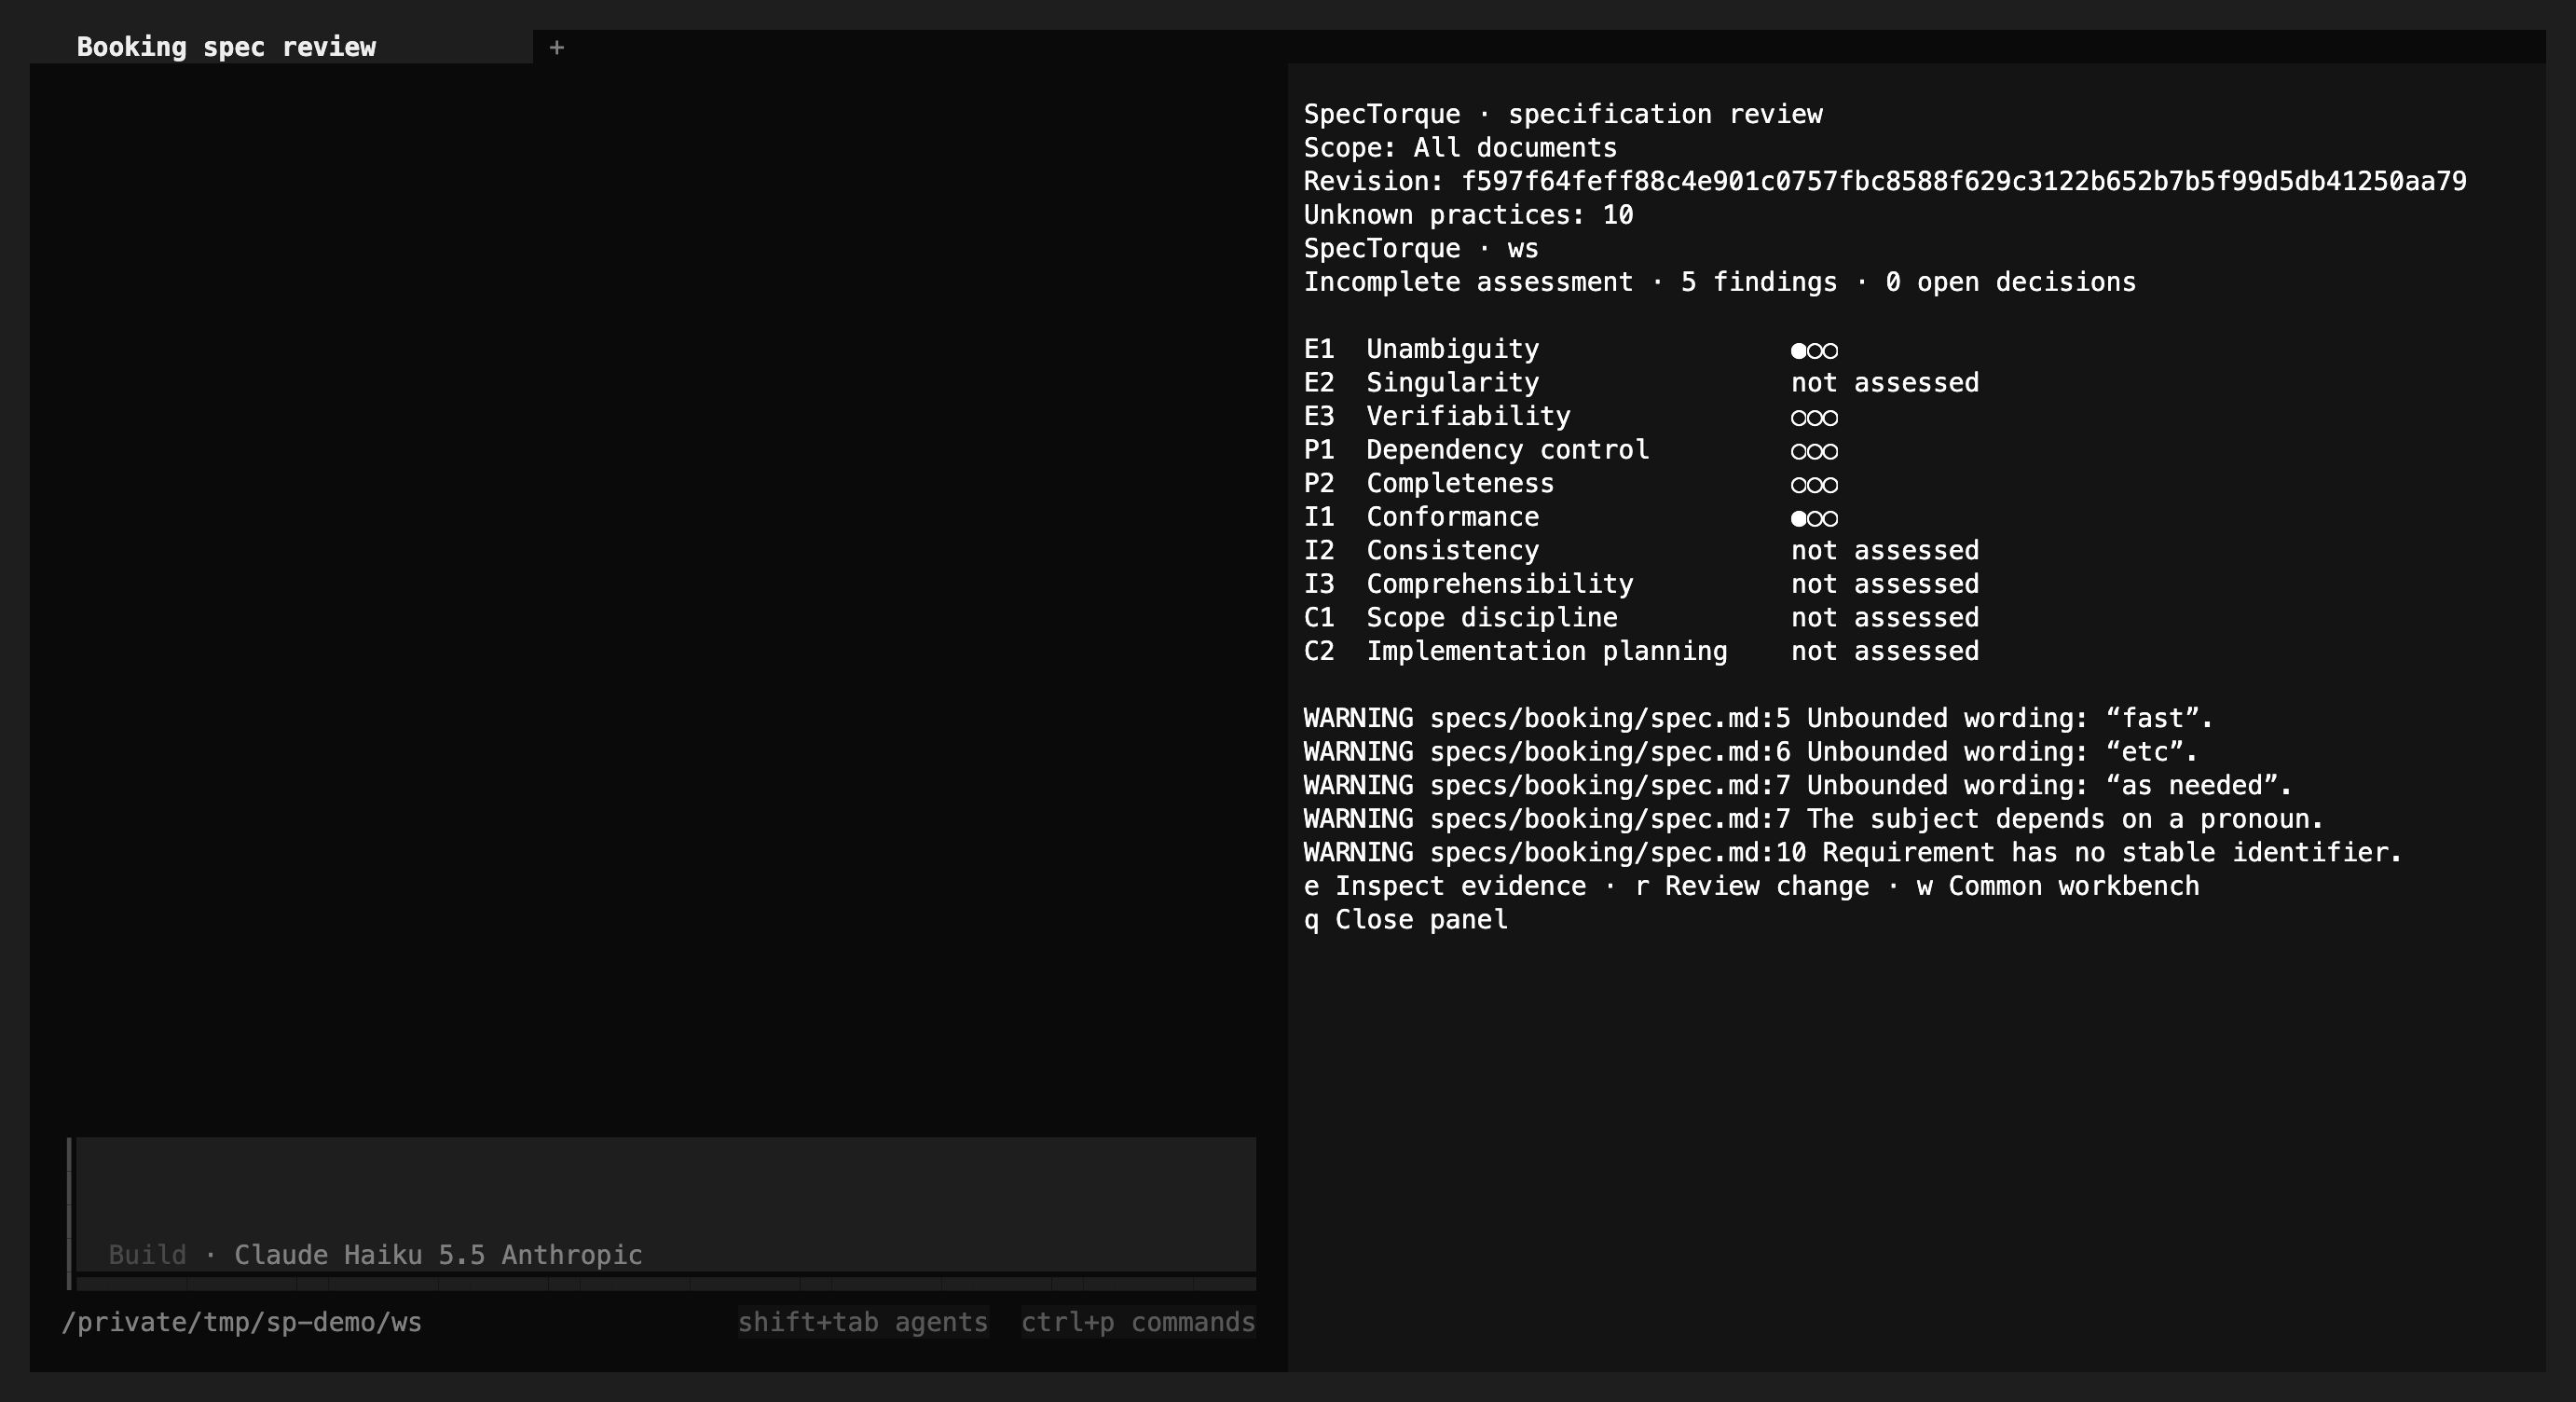 Booking spec review +
SpecTorque · specification review
Scope: All documents
Revision: f597f64feff88c4e901c0757fbc8588f629c3122b652b7b5f99d5db41250aa79
Unknown practices: 10
SpecTorque · ws
Incomplete assessment · 5 findings · 0 open decisions
E1 Unambiguity ●○○
E2 Singularity not assessed
E3 Verifiability ○○○
P1 Dependency control ○○○
P2 Completeness ○○○
I1 Conformance ●○○
I2 Consistency not assessed
I3 Comprehensibility not assessed
C1 Scope discipline not assessed
C2 Implementation planning not assessed
WARNING specs/booking/spec.md:5 Unbounded wording: “fast”.
WARNING specs/booking/spec.md:6 Unbounded wording: “etc”.
WARNING specs/booking/spec.md:7 Unbounded wording: “as needed”.
WARNING specs/booking/spec.md:7 The subject depends on a pronoun.
WARNING specs/booking/spec.md:10 Requirement has no stable identifier.
e Inspect evidence · r Review change · w Common workbench
q Close panel
Build · Claude Haiku 5.5 Anthropic
/private/tmp/sp-demo/ws shift+tab agents ctrl+p commands